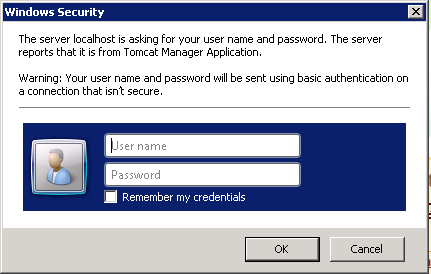 Windows Security
The server localhost is asking for your user name and password. The server
reports that it is from Tomcat Manager Application.
Warning: Your user name and password will be sent using basic authentication on
a connection that isn't secure.
User name
Password
Remember my credentials
OK
Cancel